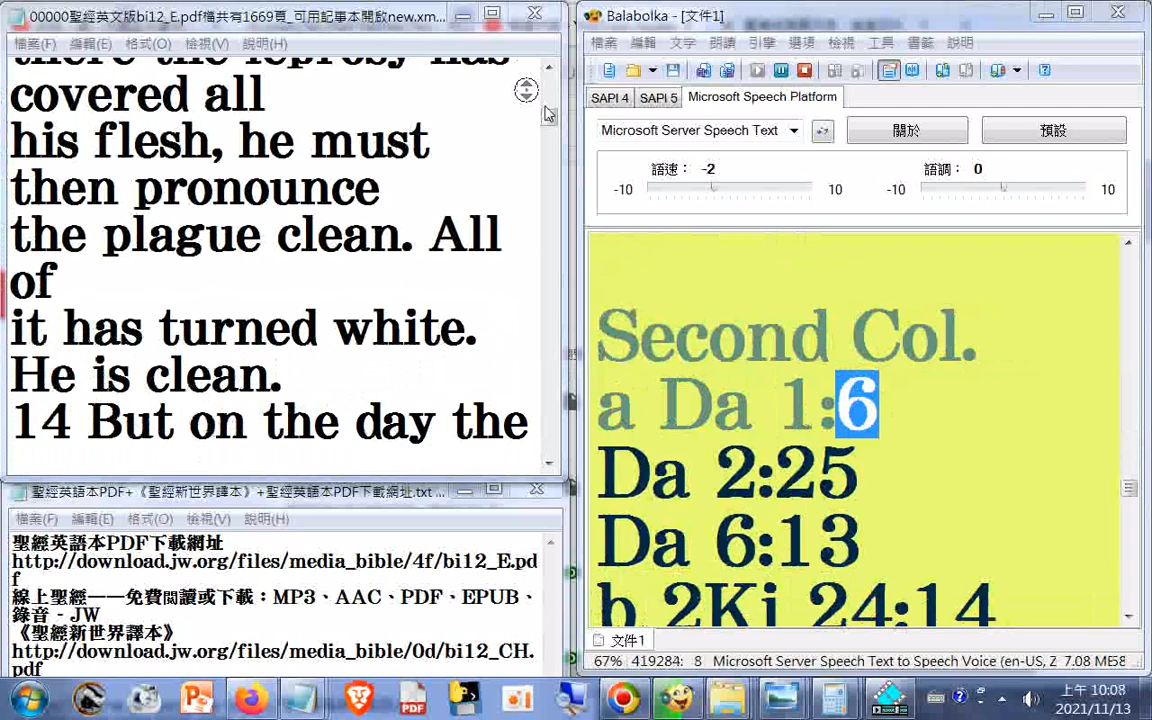 00000聖經英文版bi12_E.pdf檔共有1669頁_可用記事本開啟new.xm...
檔案(F) 編輯(E) 格式(O) 檢視(V) 說明(H)
there the leprosy has
covered all
his flesh, he must
then pronounce
the plague clean. All
of
it has turned white.
He is clean.
14 But on the day the
聖經英語本PDF+《聖經新世界譯本》+聖經英語本PDF下載網址.txt ...
檔案(F) 編輯(E) 格式(O) 檢視(V) 說明(H)
聖經英語本PDF下載網址
http://download.jw.org/files/media_bible/4f/bi12_E.pd
f
線上聖經——免費閱讀或下載：MP3、AAC、PDF、EPUB、
錄音 - JW
《聖經新世界譯本》
http://download.jw.org/files/media_bible/0d/bi12_CH.
pdf
Balabolka - [文件1]
檔案 編輯 文字 朗讀 引擎 選項 檢視 工具 書籤 說明
SAPI 4 SAPI 5 Microsoft Speech Platform
Microsoft Server Speech Text 關於 預設
語速： -2 語調： 0
-10 10 -10 10
Second Col.
a Da 1:6
Da 2:25
Da 6:13
b 2Ki 24:14
文件1
67% 419284: 8 Microsoft Server Speech Text to Speech Voice (en-US, Z 7.08 ME58
PDF
上午 10:08
2021/11/13